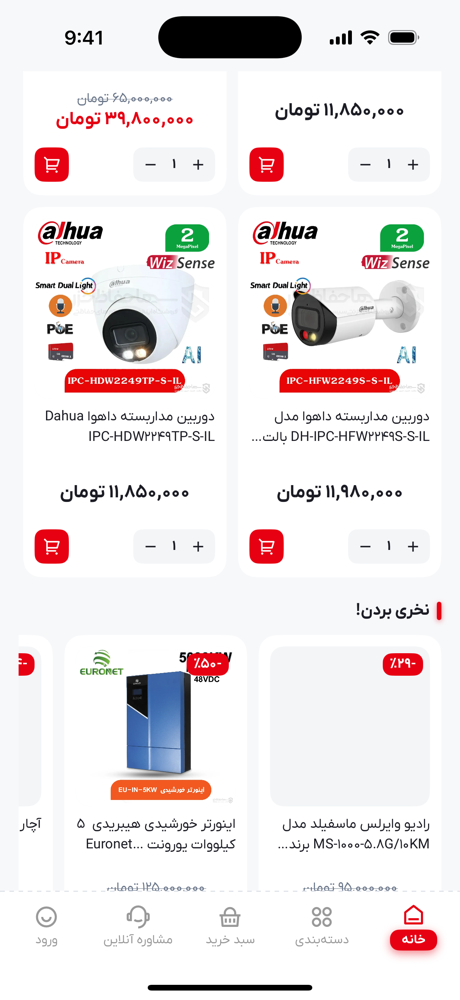 9:41
۱۱,۸۵۰,۰۰۰ تومان
۱
۶۵,۰۰۰,۰۰۰ تومان
۳۹,۸۰۰,۰۰۰ تومان
۱
alhua
TECHNOLOGY
2
MegaPixel
IP Camera
WizSense
Smart Dual Light
alhua
POE
AI
IPC-HFW2249S-S-IL
دوربین مداربسته داهوا مدل
DH-IPC-HFW۲۲۴۹S-S-IL بالت...
۱۱,۹۸۰,۰۰۰ تومان
۱
alhua
TECHNOLOGY
2
MegaPixel
IP Camera
WizSense
Smart Dual Light
alhua
POE
AI
IPC-HDW2249TP-S-IL
دوربین مداربسته داهوا Dahua
IPC-HDW۲۲۴۹TP-S-IL
۱۱,۸۵۰,۰۰۰ تومان
۱
نخری بردن!
-۲۹٪
رادیو وایرلس ماسفیلد مدل
MS-۱۰۰۰-۵.۸G/۱۰KM برند...
۹۵,۰۰۰,۰۰۰ تومان
-۵۰٪
EURONET
48VDC
اینورتر خورشیدی EU-IN-5KW
اینورتر خورشیدی هیبریدی ۵
کیلووات یورونت Euronet...
۱۲۵,۰۰۰,۰۰۰ تومان
آچار
خانه
دسته‌بندی
سبد خرید
مشاوره آنلاین
ورود